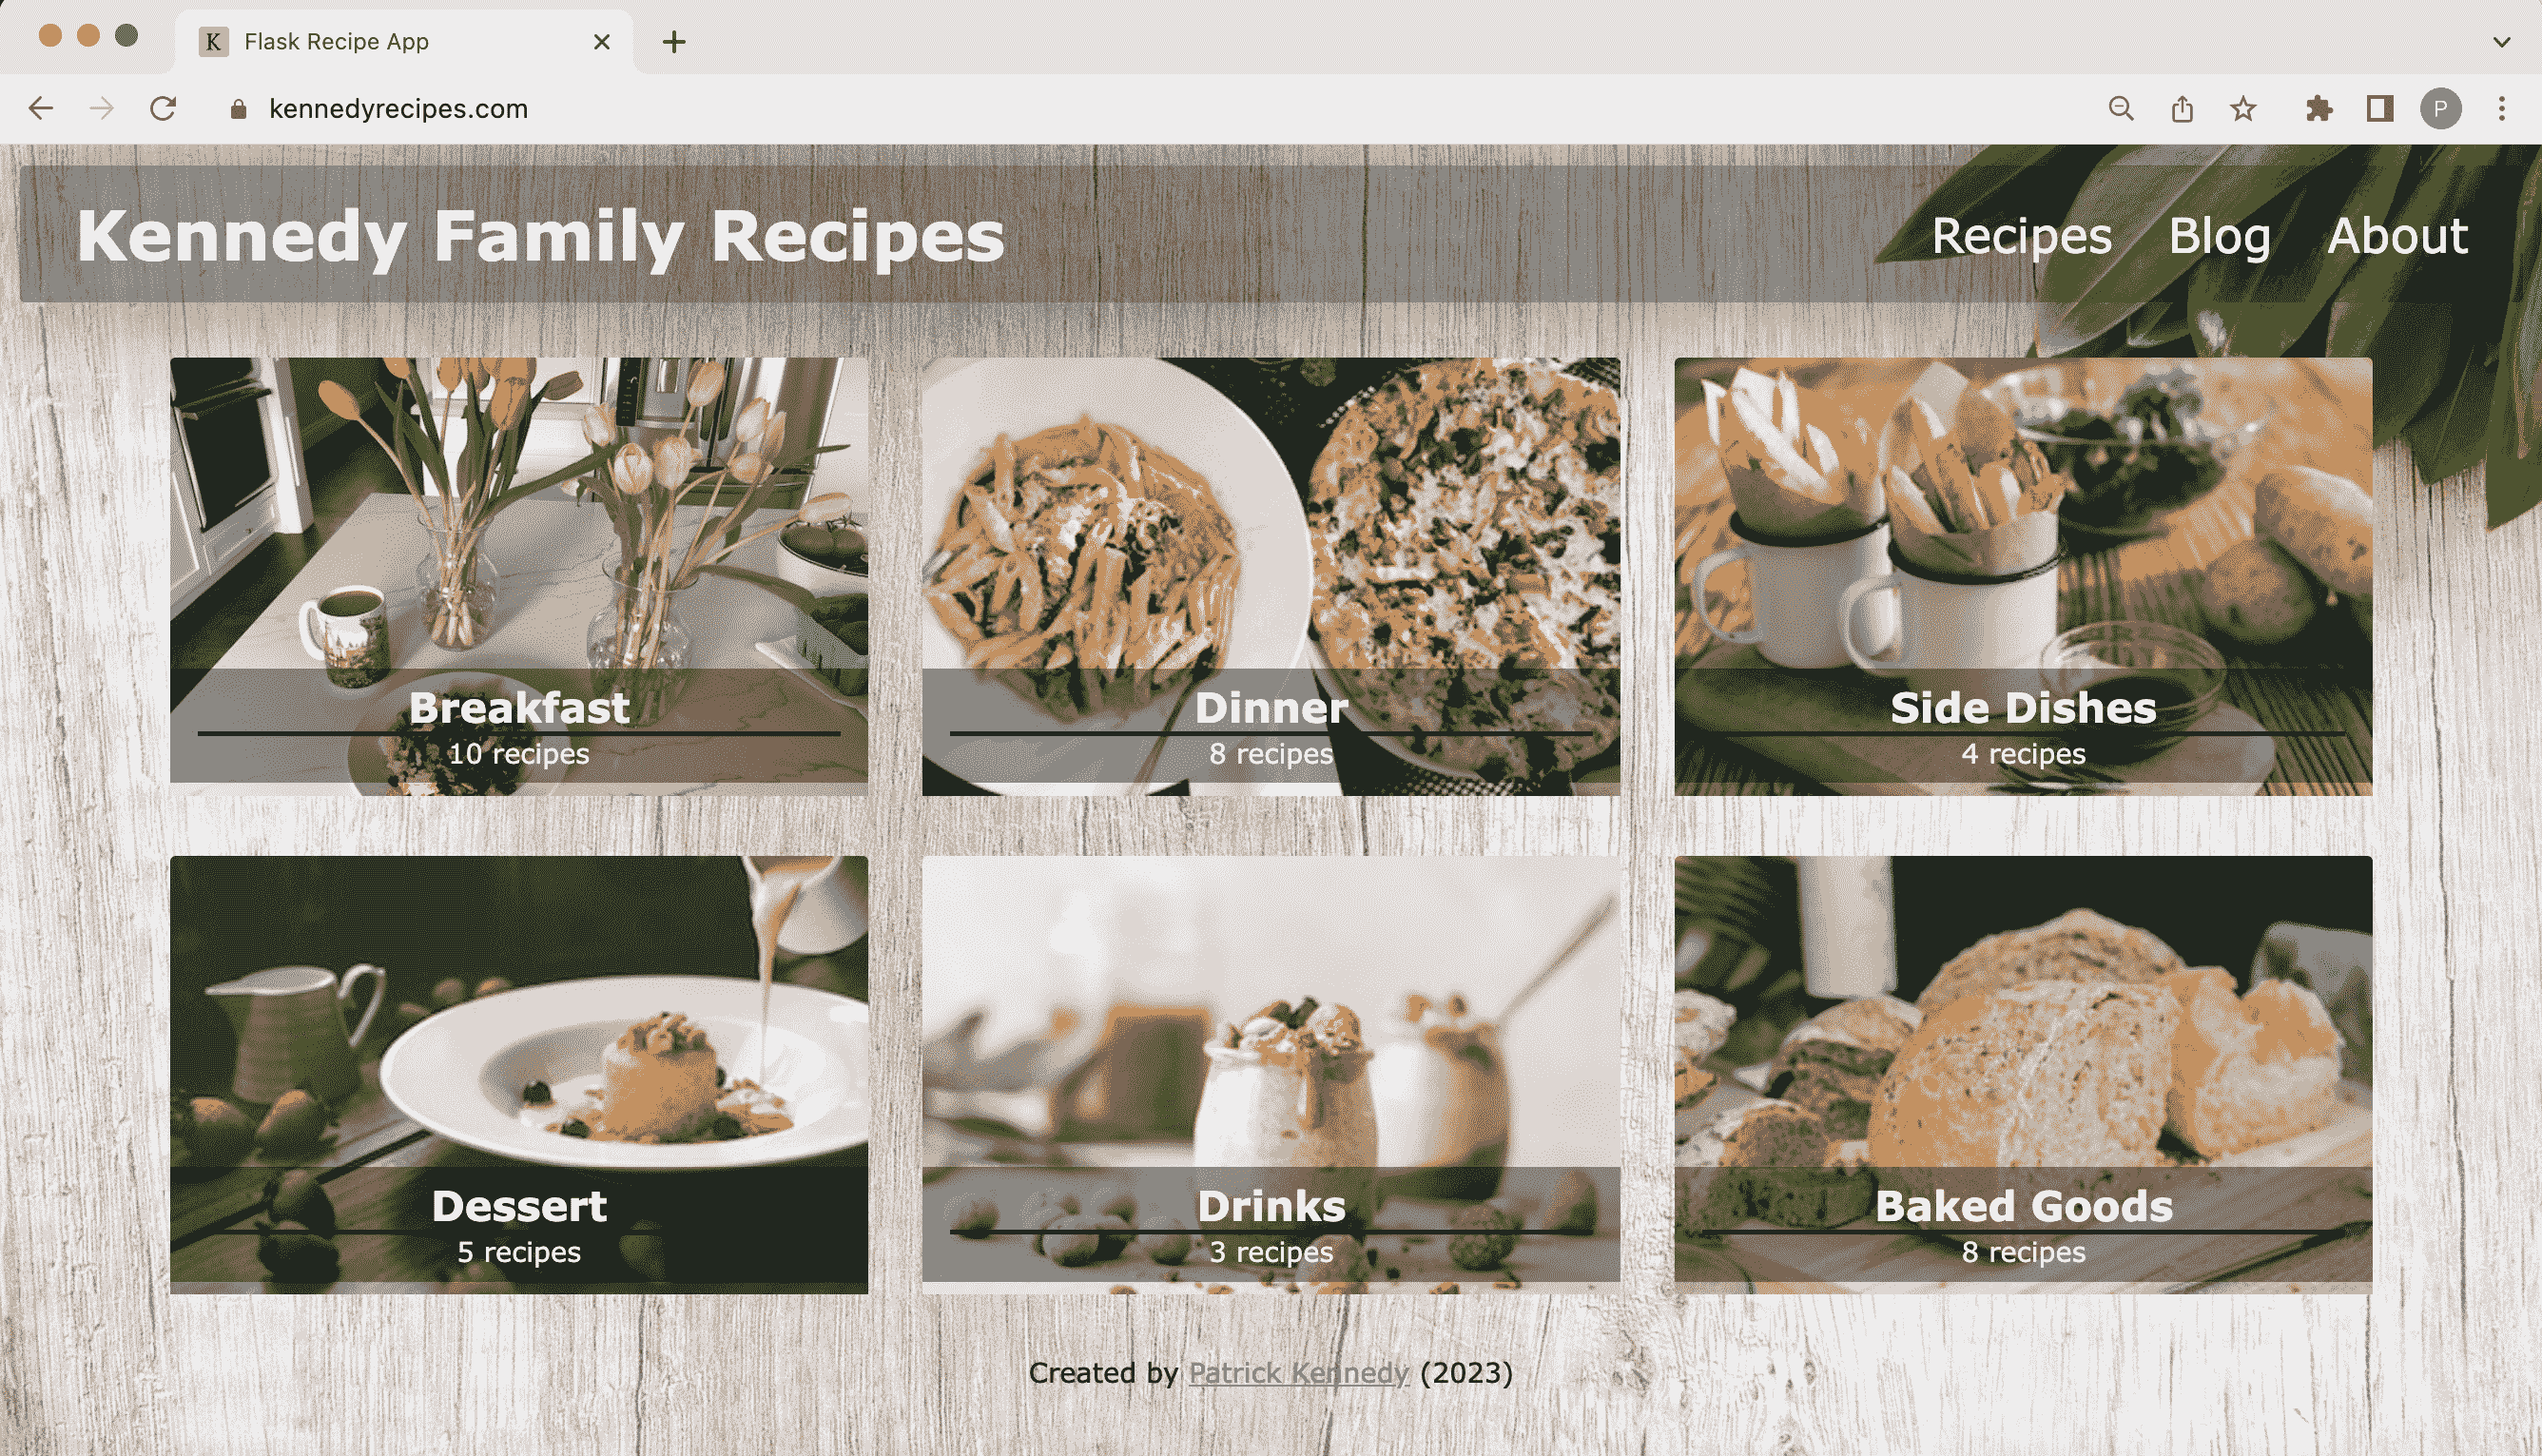 K Flask Recipe App
kennedyrecipes.com
P
Kennedy Family Recipes
Recipes Blog About
Breakfast
10 recipes
Dinner
8 recipes
Side Dishes
4 recipes
Dessert
5 recipes
Drinks
3 recipes
Baked Goods
8 recipes
Created by Patrick Kennedy (2023)